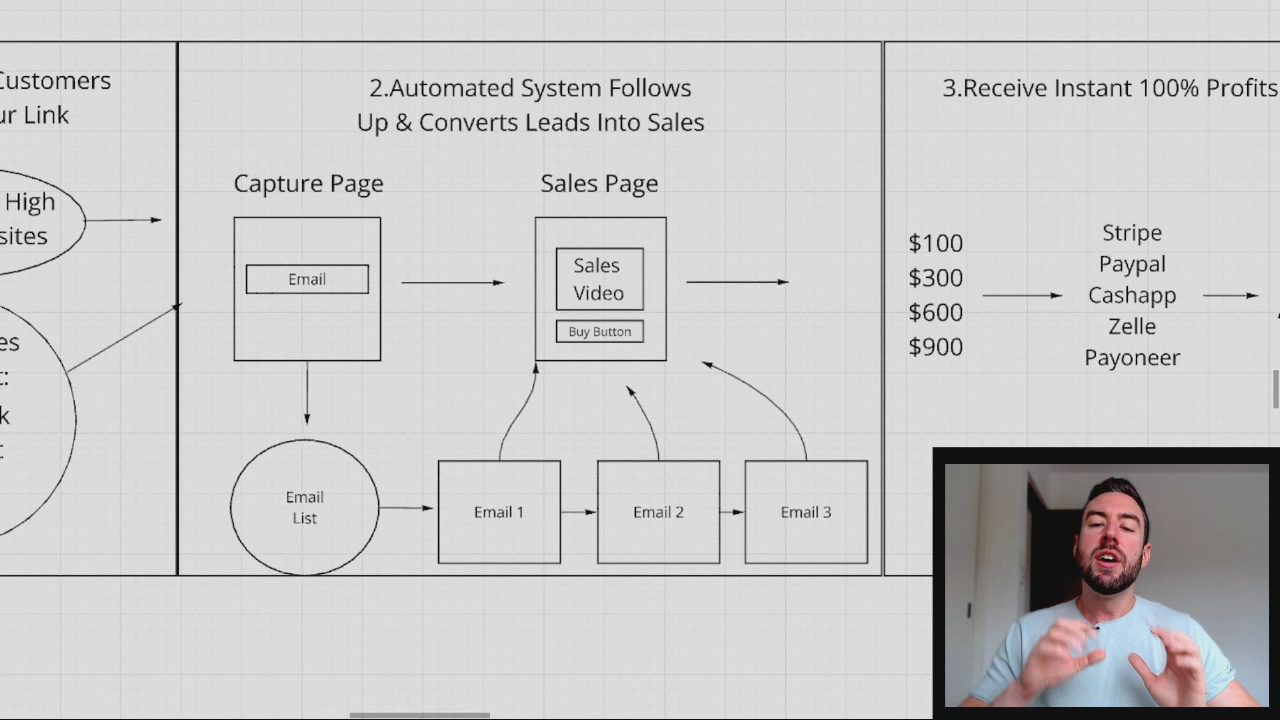 Customers
ur Link
High
sites
es
t:
k
t
2.Automated System Follows
Up & Converts Leads Into Sales
Capture Page
Email
Email
List
Sales Page
Sales
Video
Buy Button
Email 1
Email 2
Email 3
3.Receive Instant 100% Profits
$100
$300
$600
$900
Stripe
Paypal
Cashapp
Zelle
Payoneer